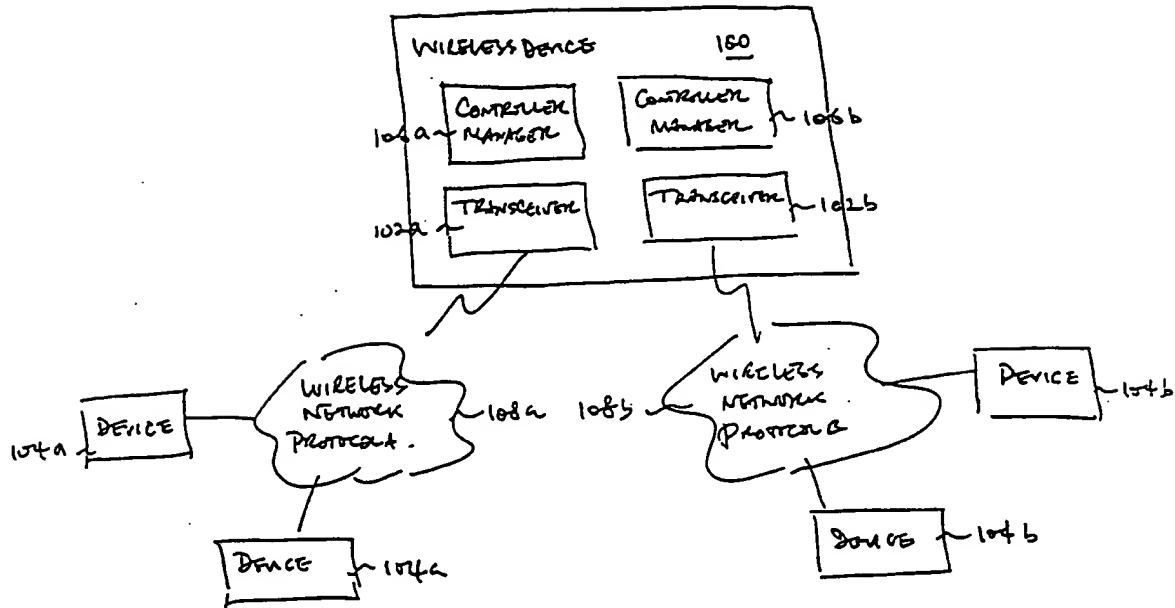 WIRELESS DEVICE 100
CONTROLLER
MANAGER
106a
CONTROLLER
MANAGER
106b
TRANSCEIVER
102a
TRANSCEIVER
102b
WIRELESS
NETWORK
PROTOCOL A.
108a
108b
WIRELESS
NETWORK
PROTOCOL B
DEVICE
104a
DEVICE
104b
DEVICE
104a
DEVICE
104b